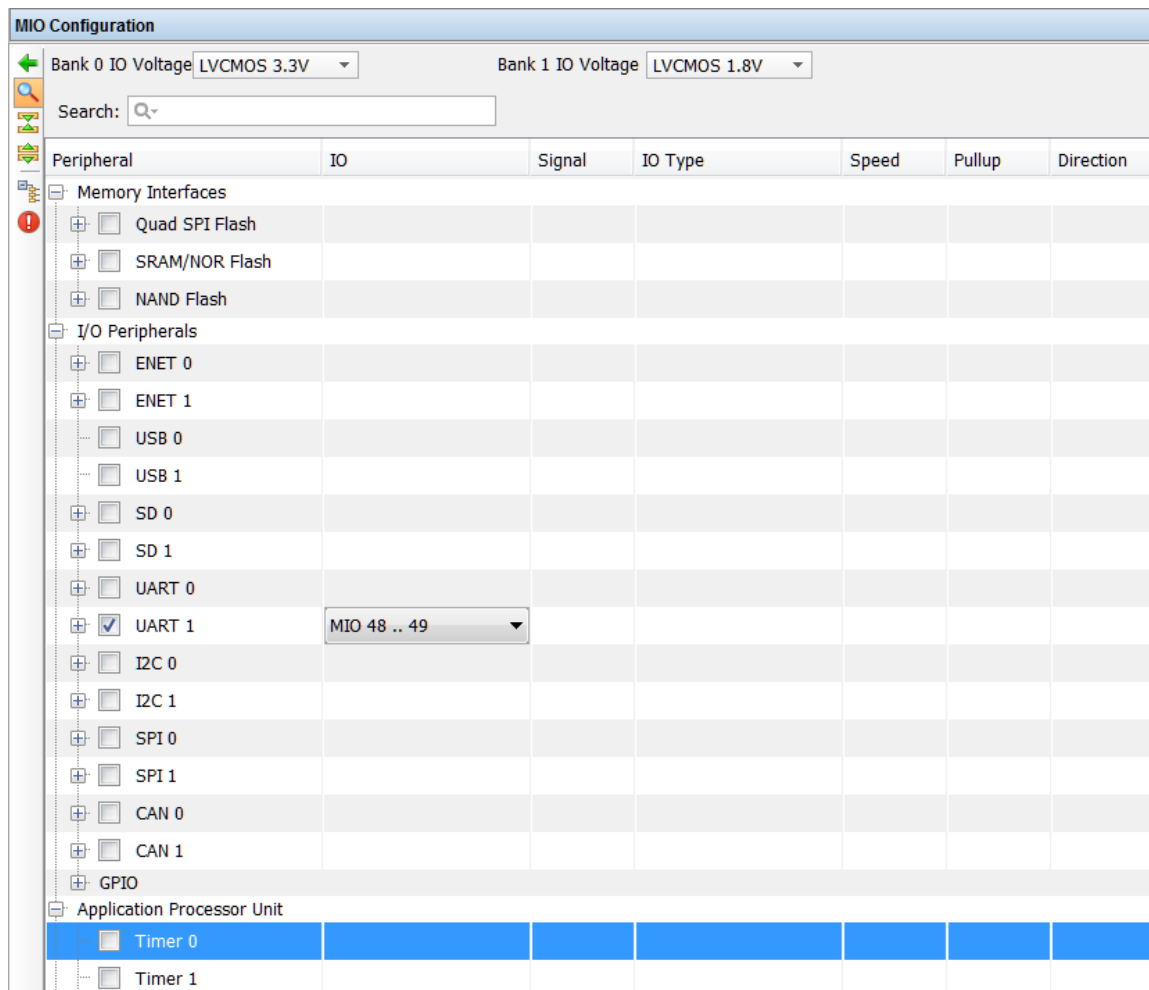 MIO Configuration
Bank 0 IO Voltage LVCMOS 3.3V Bank 1 IO Voltage LVCMOS 1.8V
Search:
Peripheral IO Signal IO Type Speed Pullup Direction
Memory Interfaces
Quad SPI Flash
SRAM/NOR Flash
NAND Flash
I/O Peripherals
ENET 0
ENET 1
USB 0
USB 1
SD 0
SD 1
UART 0
UART 1 MIO 48 .. 49
I2C 0
I2C 1
SPI 0
SPI 1
CAN 0
CAN 1
GPIO
Application Processor Unit
Timer 0
Timer 1